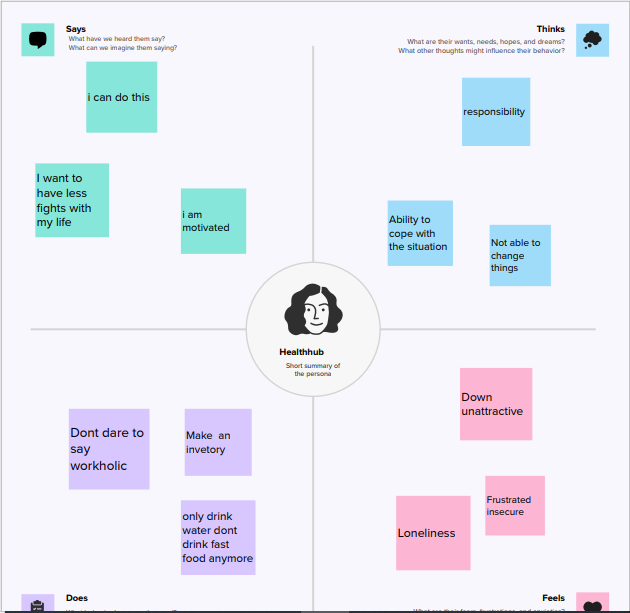 Says
What have we heard them say?
What can we imagine them saying?
Thinks
What are their wants, needs, hopes, and dreams?
What other thoughts might influence their behavior?
i can do this
responsibility
I want to
have less
fights with
my life
i am
motivated
Ability to
cope with
the situation
Not able to
change
things
Healthhub
Short summary of
the persona
Down
unattractive
Dont dare to
say
workholic
Make an
invetory
Frustrated
insecure
Loneliness
only drink
water dont
drink fast
food anymore
Does
Feels